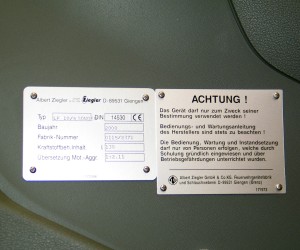 Albert Ziegler Ziegler D-89531 Giengen
Typ DIN 14530 CE
Baujahr
Fabrik-Nummer
Kraftstoffien inhalt
Übersetzung Mot.-Aggr.
ACHTUNG !
Das Gerät darf nur zum Zweck seiner
Bestimmung verwendet werden !
Bedienungs- und Wartungsanleitung
des Herstellers sind stets zu beachten !
Die Bedienung, Wartung und Instandsetzung
darf nur von Personen erfolgen, welche durch
Schulung gründlich eingewiesen und über
Betriebsgefährdungen unterrichtet wurden.
Albert Ziegler GmbH & Co. KG, Feuerwehrgerätefabrik
und Schlauchweberei D-89531 Giengen (Brenz)